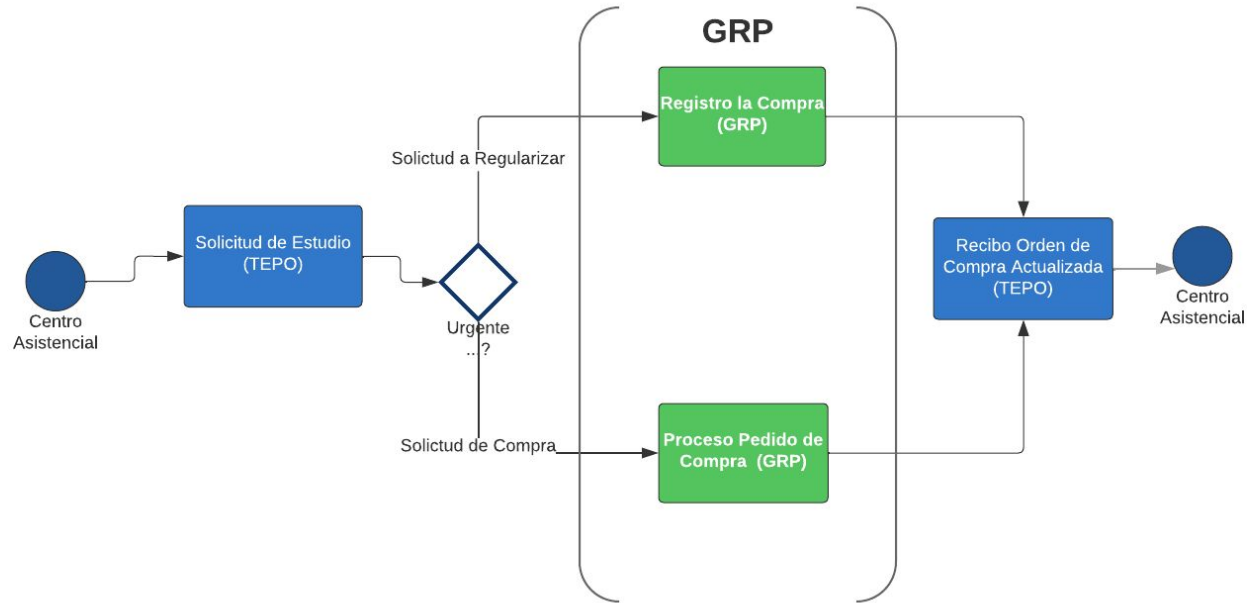 GRP
Registro la Compra
(GRP)
Solictud a Regularizar
Solicitud de Estudio
(TEPO)
Centro
Asistencial
Urgente
...?
Recibo Orden de
Compra Actualizada
(TEPO)
Centro
Asistencial
Solictud de Compra
Proceso Pedido de
Compra (GRP)